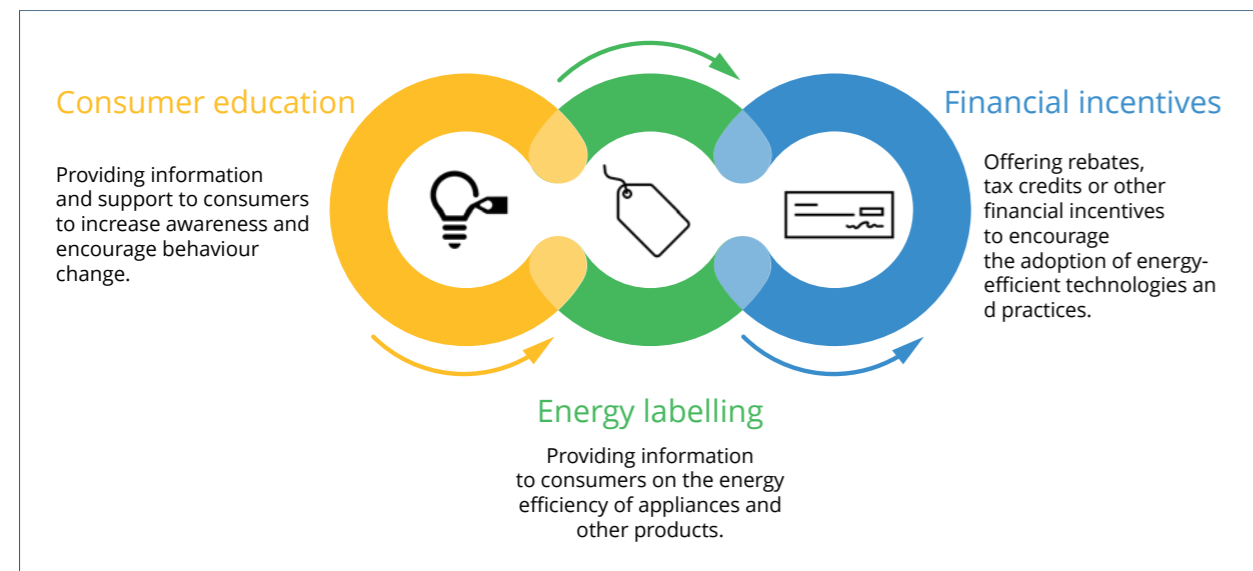 Consumer education
Providing information
and support to consumers
to increase awareness and
encourage behaviour
change.
Energy labelling
Providing information
to consumers on the energy
efficiency of appliances and
other products.
Financial incentives
Offering rebates,
tax credits or other
financial incentives
to encourage
the adoption of energy-
efficient technologies an
d practices.